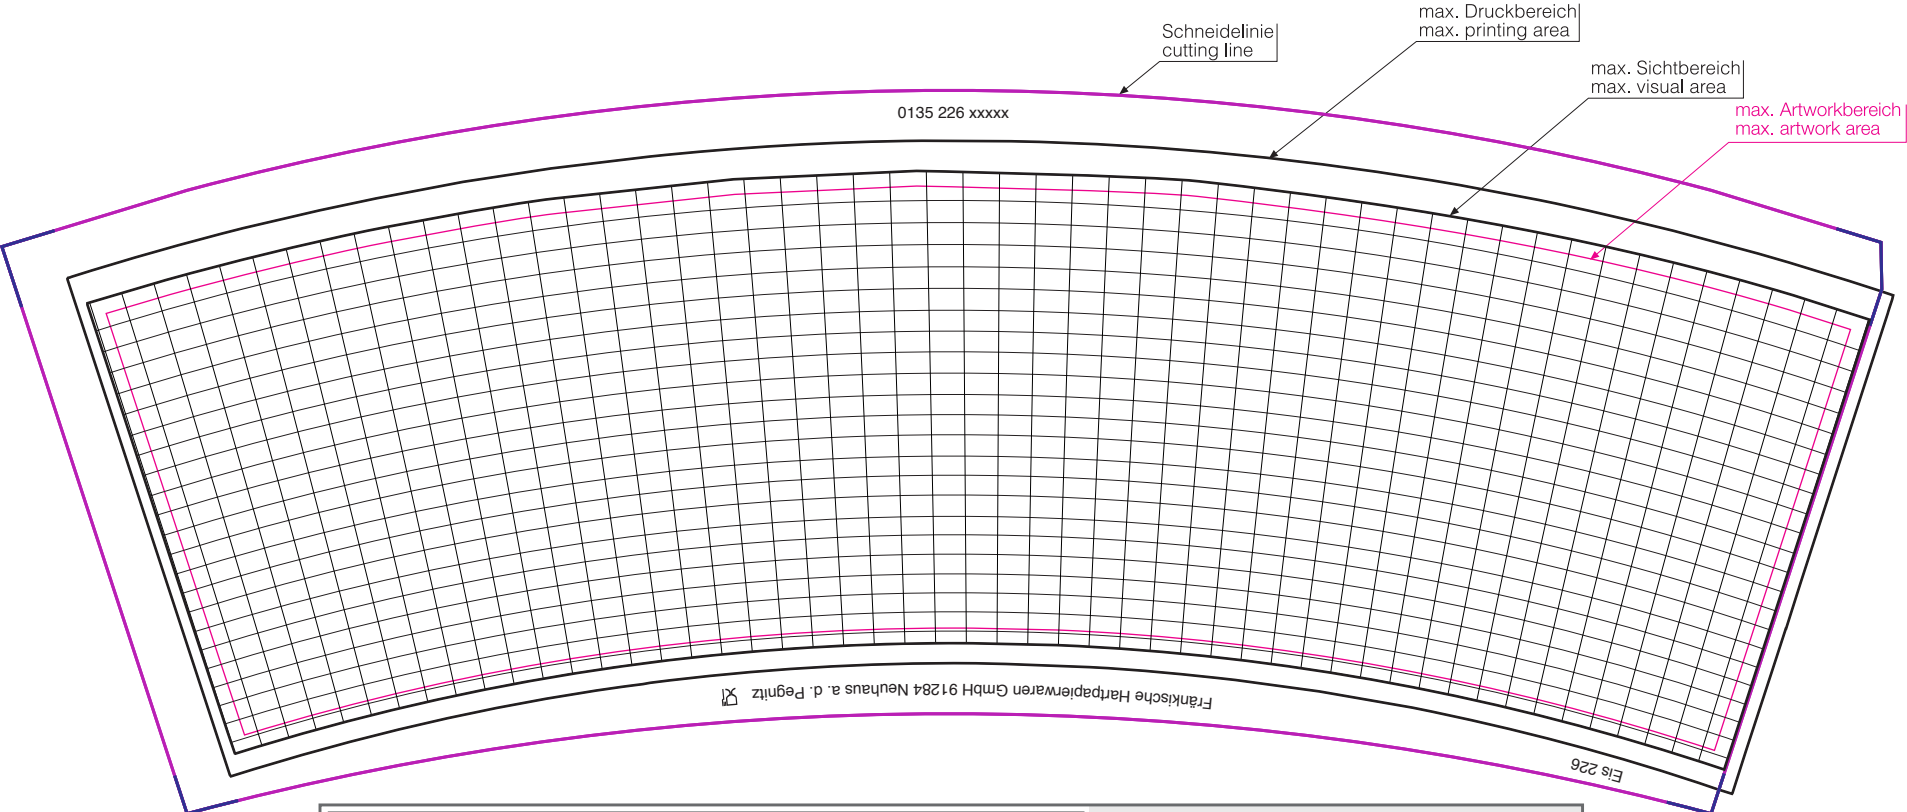 Schneidelinie
cutting line
max. Druckbereich
max. printing area
max. Sichtbereich
max. visual area
max. Artworkbereich
max. artwork area
0135 226 xxxxx
Fränkische Hartpapierwaren GmbH 91284 Neuhaus a. d. Pegnitz
Eis 226